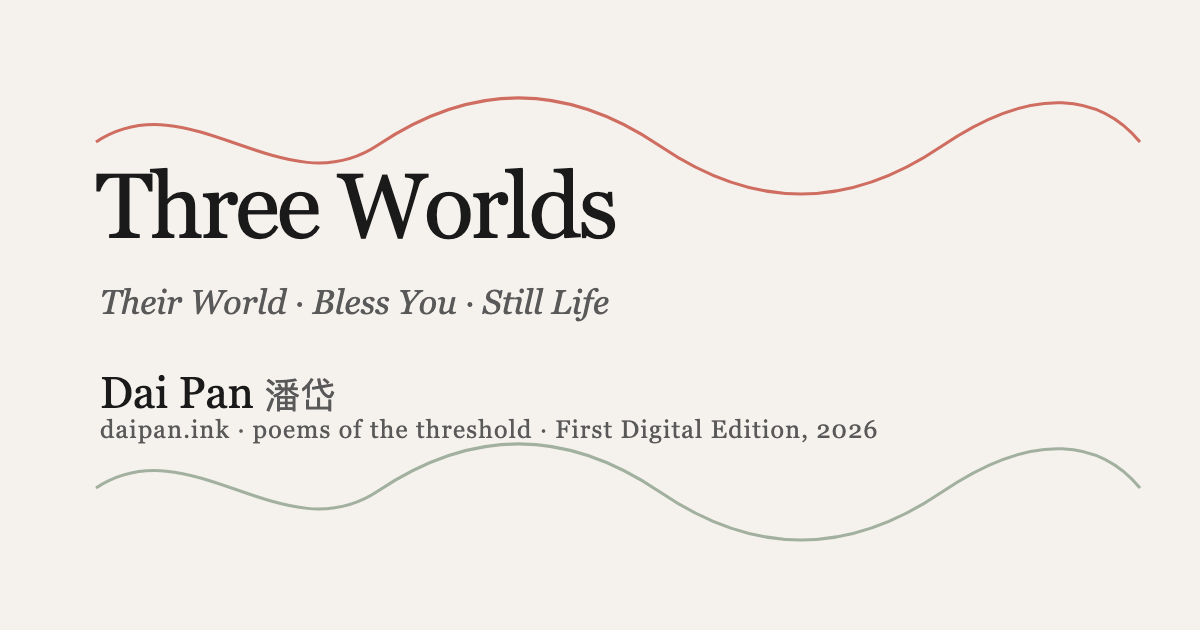 Three Worlds
Their World · Bless You · Still Life
Dai Pan 潘岱
daipan.ink · poems of the threshold · First Digital Edition, 2026